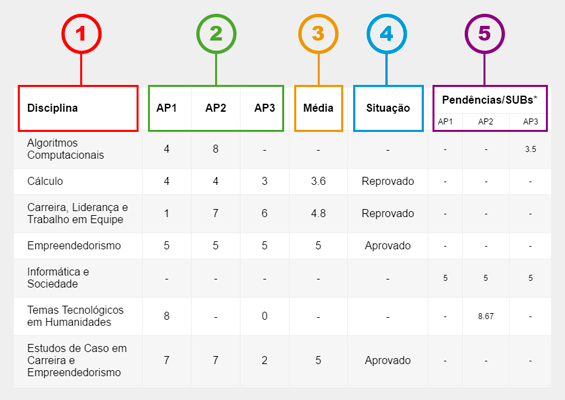 1 2 3 4 5
Disciplina AP1 AP2 AP3 Média Situação Pendências/SUBs*
AP1 AP2 AP3
Algoritmos
Computacionais 4 8 - - - - - 3.5
Cálculo 4 4 3 3.6 Reprovado - - -
Carreira, Liderança e
Trabalho em Equipe 1 7 6 4.8 Reprovado - - -
Empreendedorismo 5 5 5 5 Aprovado - - -
Informática e
Sociedade - - - - - 5 5 5
Temas Tecnológicos
em Humanidades 8 - 0 - - - 8.67 -
Estudos de Caso em
Carreira e
Empreendedorismo 7 7 2 5 Aprovado - - -